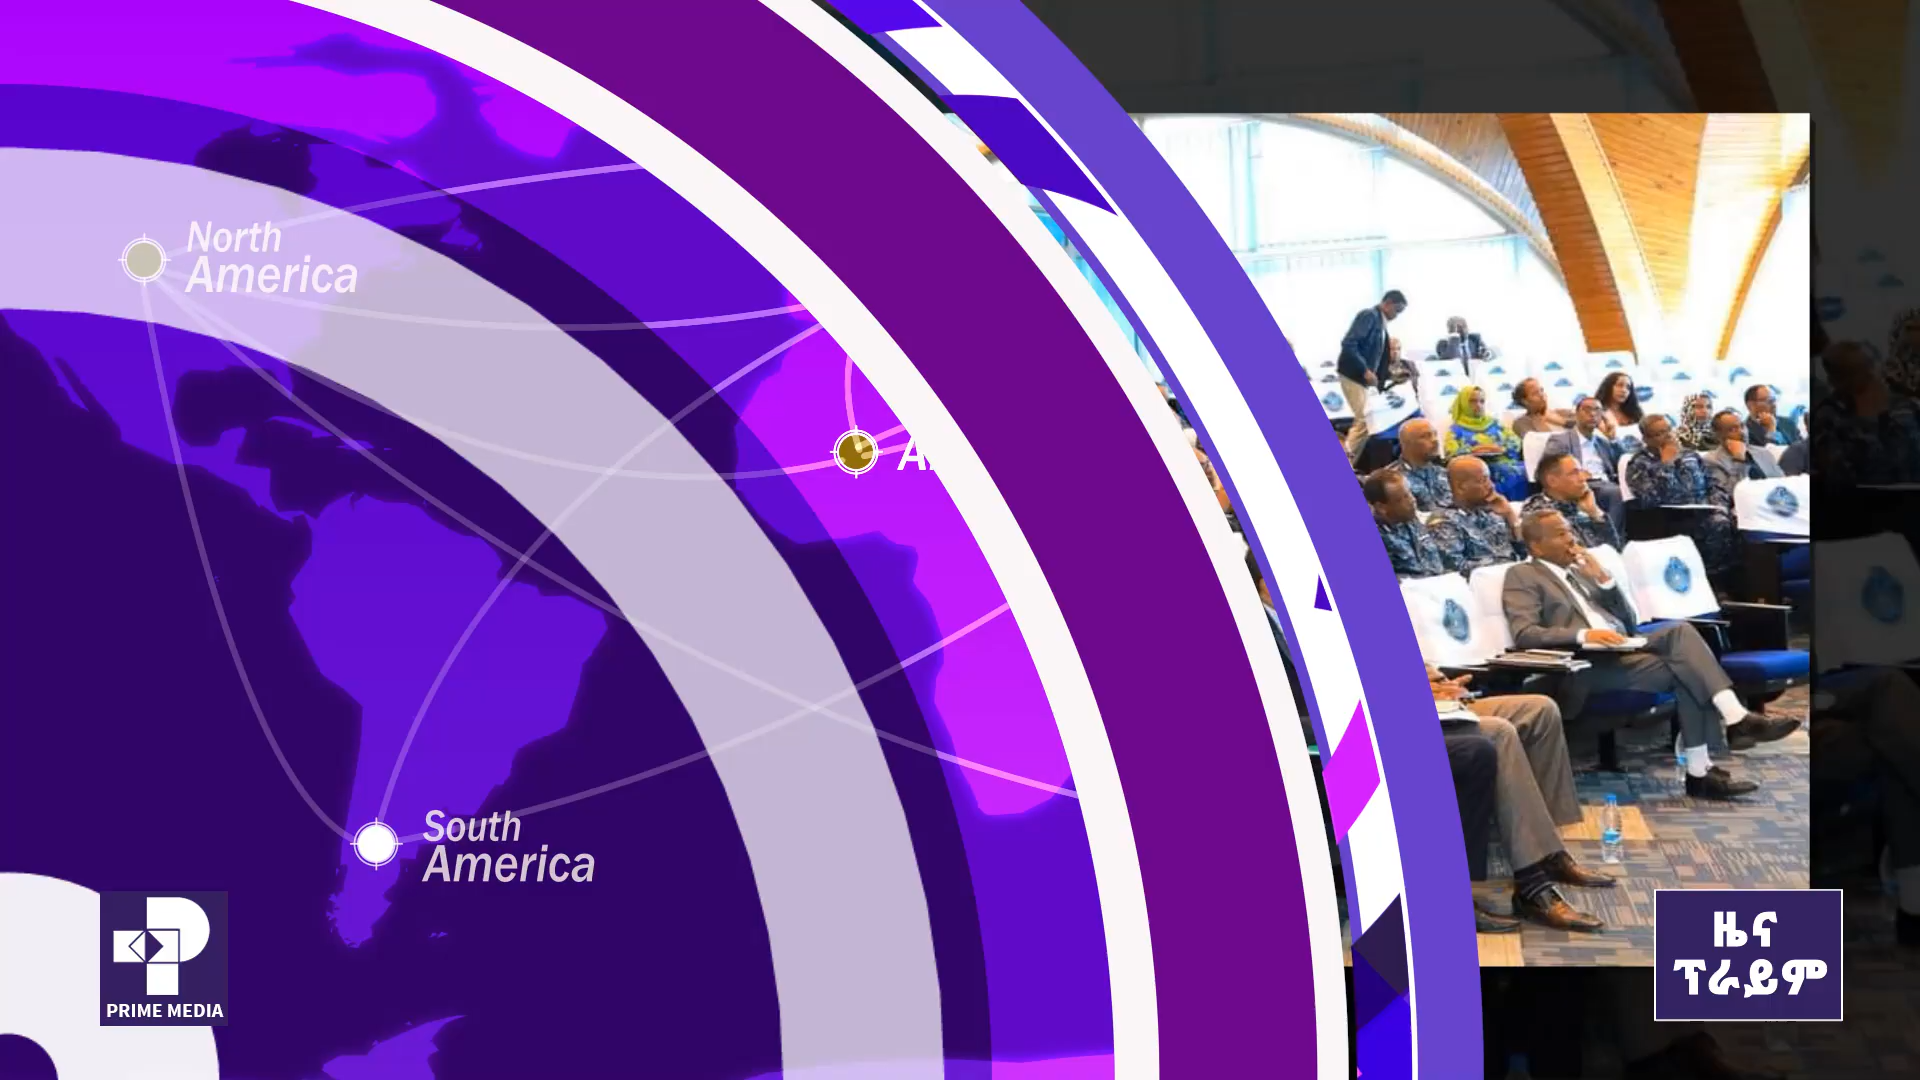 North
America
South
America
PRIME MEDIA
ዜና
ፕራይም